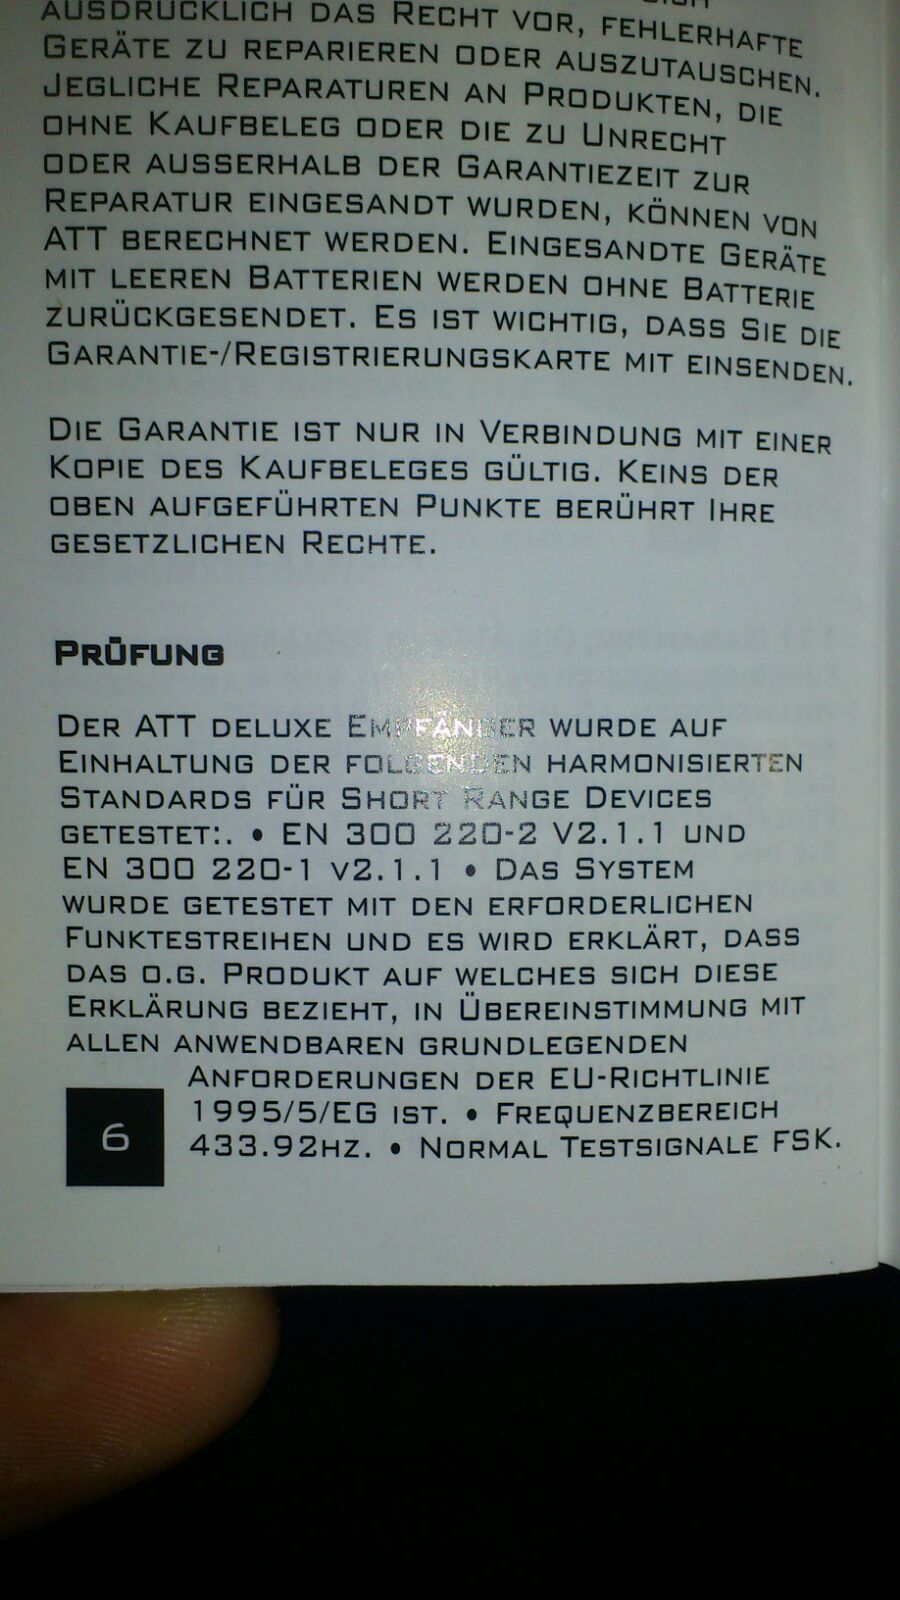 AUSDRÜCKLICH DAS RECHT VOR, FEHLERHAFTE
GERÄTE ZU REPARIEREN ODER AUSZUTAUSCHEN.
JEGLICHE REPARATUREN AN PRODUKTEN, DIE
OHNE KAUFBELEG ODER DIE ZU UNRECHT
ODER AUSSERHALB DER GARANTIEZEIT ZUR
REPARATUR EINGESANDT WURDEN, KÖNNEN VON
ATT BERECHNET WERDEN. EINGESANDTE GERÄTE
MIT LEEREN BATTERIEN WERDEN OHNE BATTERIE
ZURÜCKGESENDET. ES IST WICHTIG, DASS SIE DIE
GARANTIE-/REGISTRIERUNGSKARTE MIT EINSENDEN.
DIE GARANTIE IST NUR IN VERBINDUNG MIT EINER
KOPIE DES KAUFBELEGES GÜLTIG. KEINS DER
OBEN AUFGEFÜHRTEN PUNKTE BERÜHRT IHRE
GESETZLICHEN RECHTE.
PRÜFUNG
DER ATT DELUXE EMPFÄNGER WURDE AUF
EINHALTUNG DER FOLGENDEN HARMONISIERTEN
STANDARDS FÜR SHORT RANGE DEVICES
GETESTET:. • EN 300 220-2 V2.1.1 UND
EN 300 220-1 V2.1.1 • DAS SYSTEM
WURDE GETESTET MIT DEN ERFORDERLICHEN
FUNKTESTREIHEN UND ES WIRD ERKLÄRT, DASS
DAS O.G. PRODUKT AUF WELCHES SICH DIESE
ERKLÄRUNG BEZIEHT, IN ÜBEREINSTIMMUNG MIT
ALLEN ANWENDBAREN GRUNDLEGENDEN
ANFORDERUNGEN DER EU-RICHTLINIE
1995/5/EG IST. • FREQUENZBEREICH
433.92HZ. • NORMAL TESTSIGNALE FSK.
6